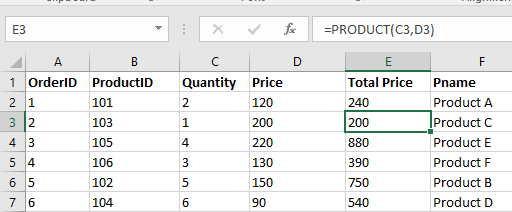 E3 fx =PRODUCT(C3,D3)
A B C D E F
1 OrderID ProductID Quantity Price Total Price Pname
2 1 101 2 120 240 Product A
3 2 103 1 200 200 Product C
4 3 105 4 220 880 Product E
5 4 106 3 130 390 Product F
6 5 102 5 150 750 Product B
7 6 104 6 90 540 Product D